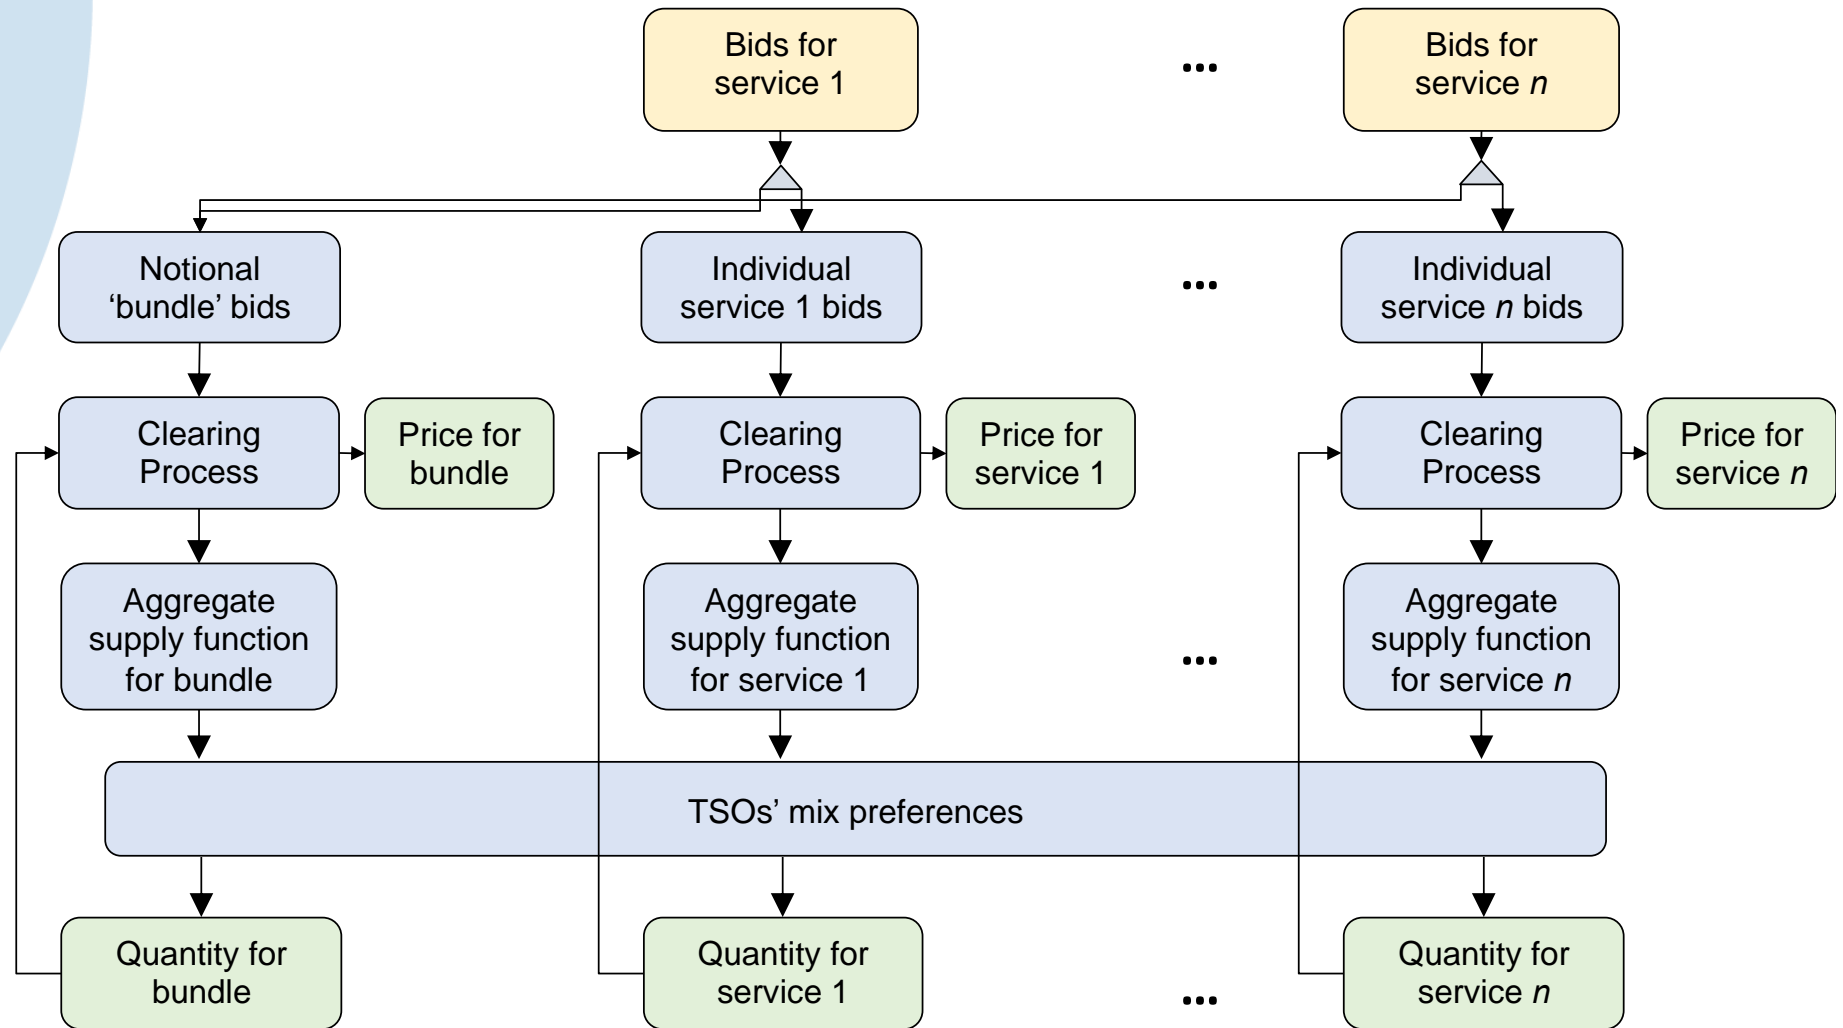 Bids for
service 1
...
Bids for
service n
Notional
‘bundle’ bids
Individual
service 1 bids
...
Individual
service n bids
Clearing
Process
Price for
bundle
Clearing
Process
Price for
service 1
Clearing
Process
Price for
service n
Aggregate
supply function
for bundle
Aggregate
supply function
for service 1
...
Aggregate
supply function
for service n
TSOs’ mix preferences
Quantity for
bundle
Quantity for
service 1
...
Quantity for
service n